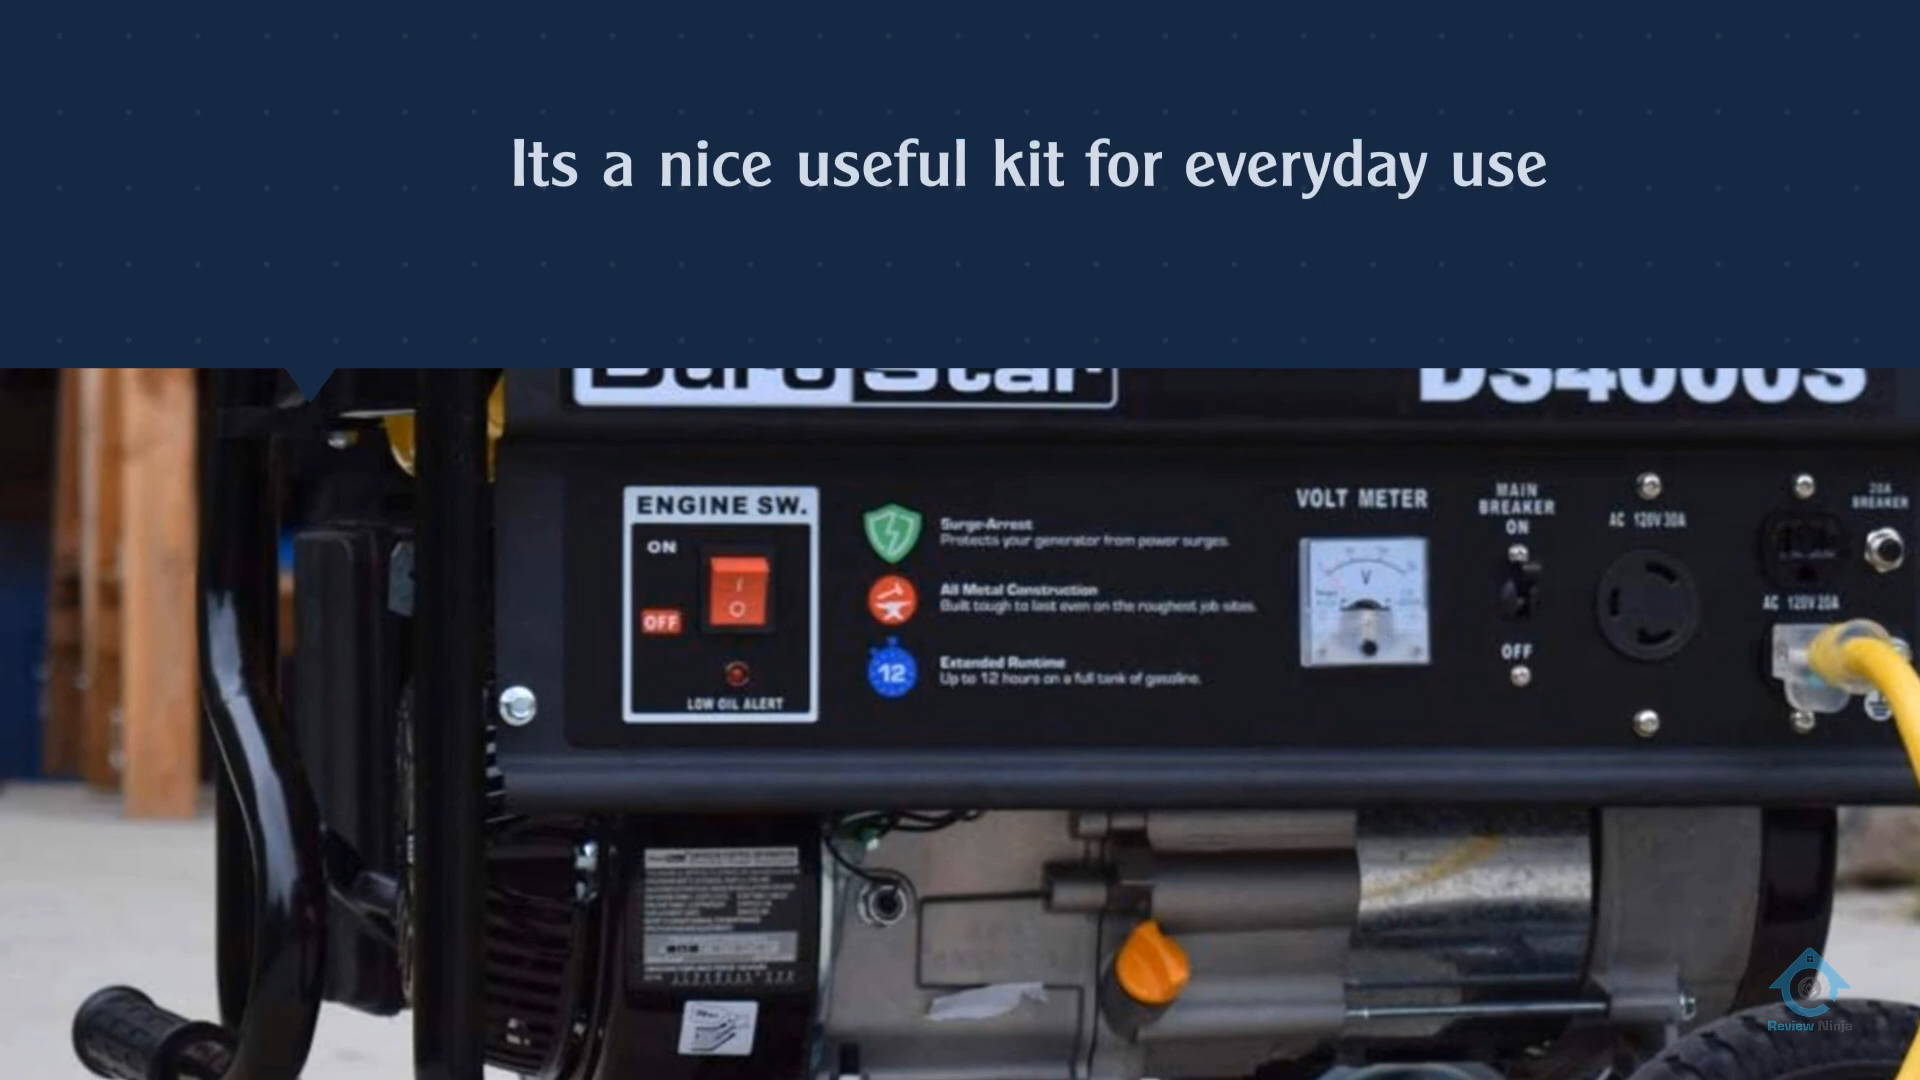 Its a nice useful kit for everyday use
DuroStar
DS4000S
ENGINE SW.
ON
OFF
LOW OIL ALERT
Surge-Arrest
Protects your generator from power surges.
All Metal Construction
Built tough to last even on the roughest job sites.
12
Extended Runtime
Up to 12 hours on a full tank of gasoline.
VOLT METER
V
MAIN
BREAKER
ON
OFF
AC 120V 30A
20A
BREAKER
AC 120V 20A
Review Ninja